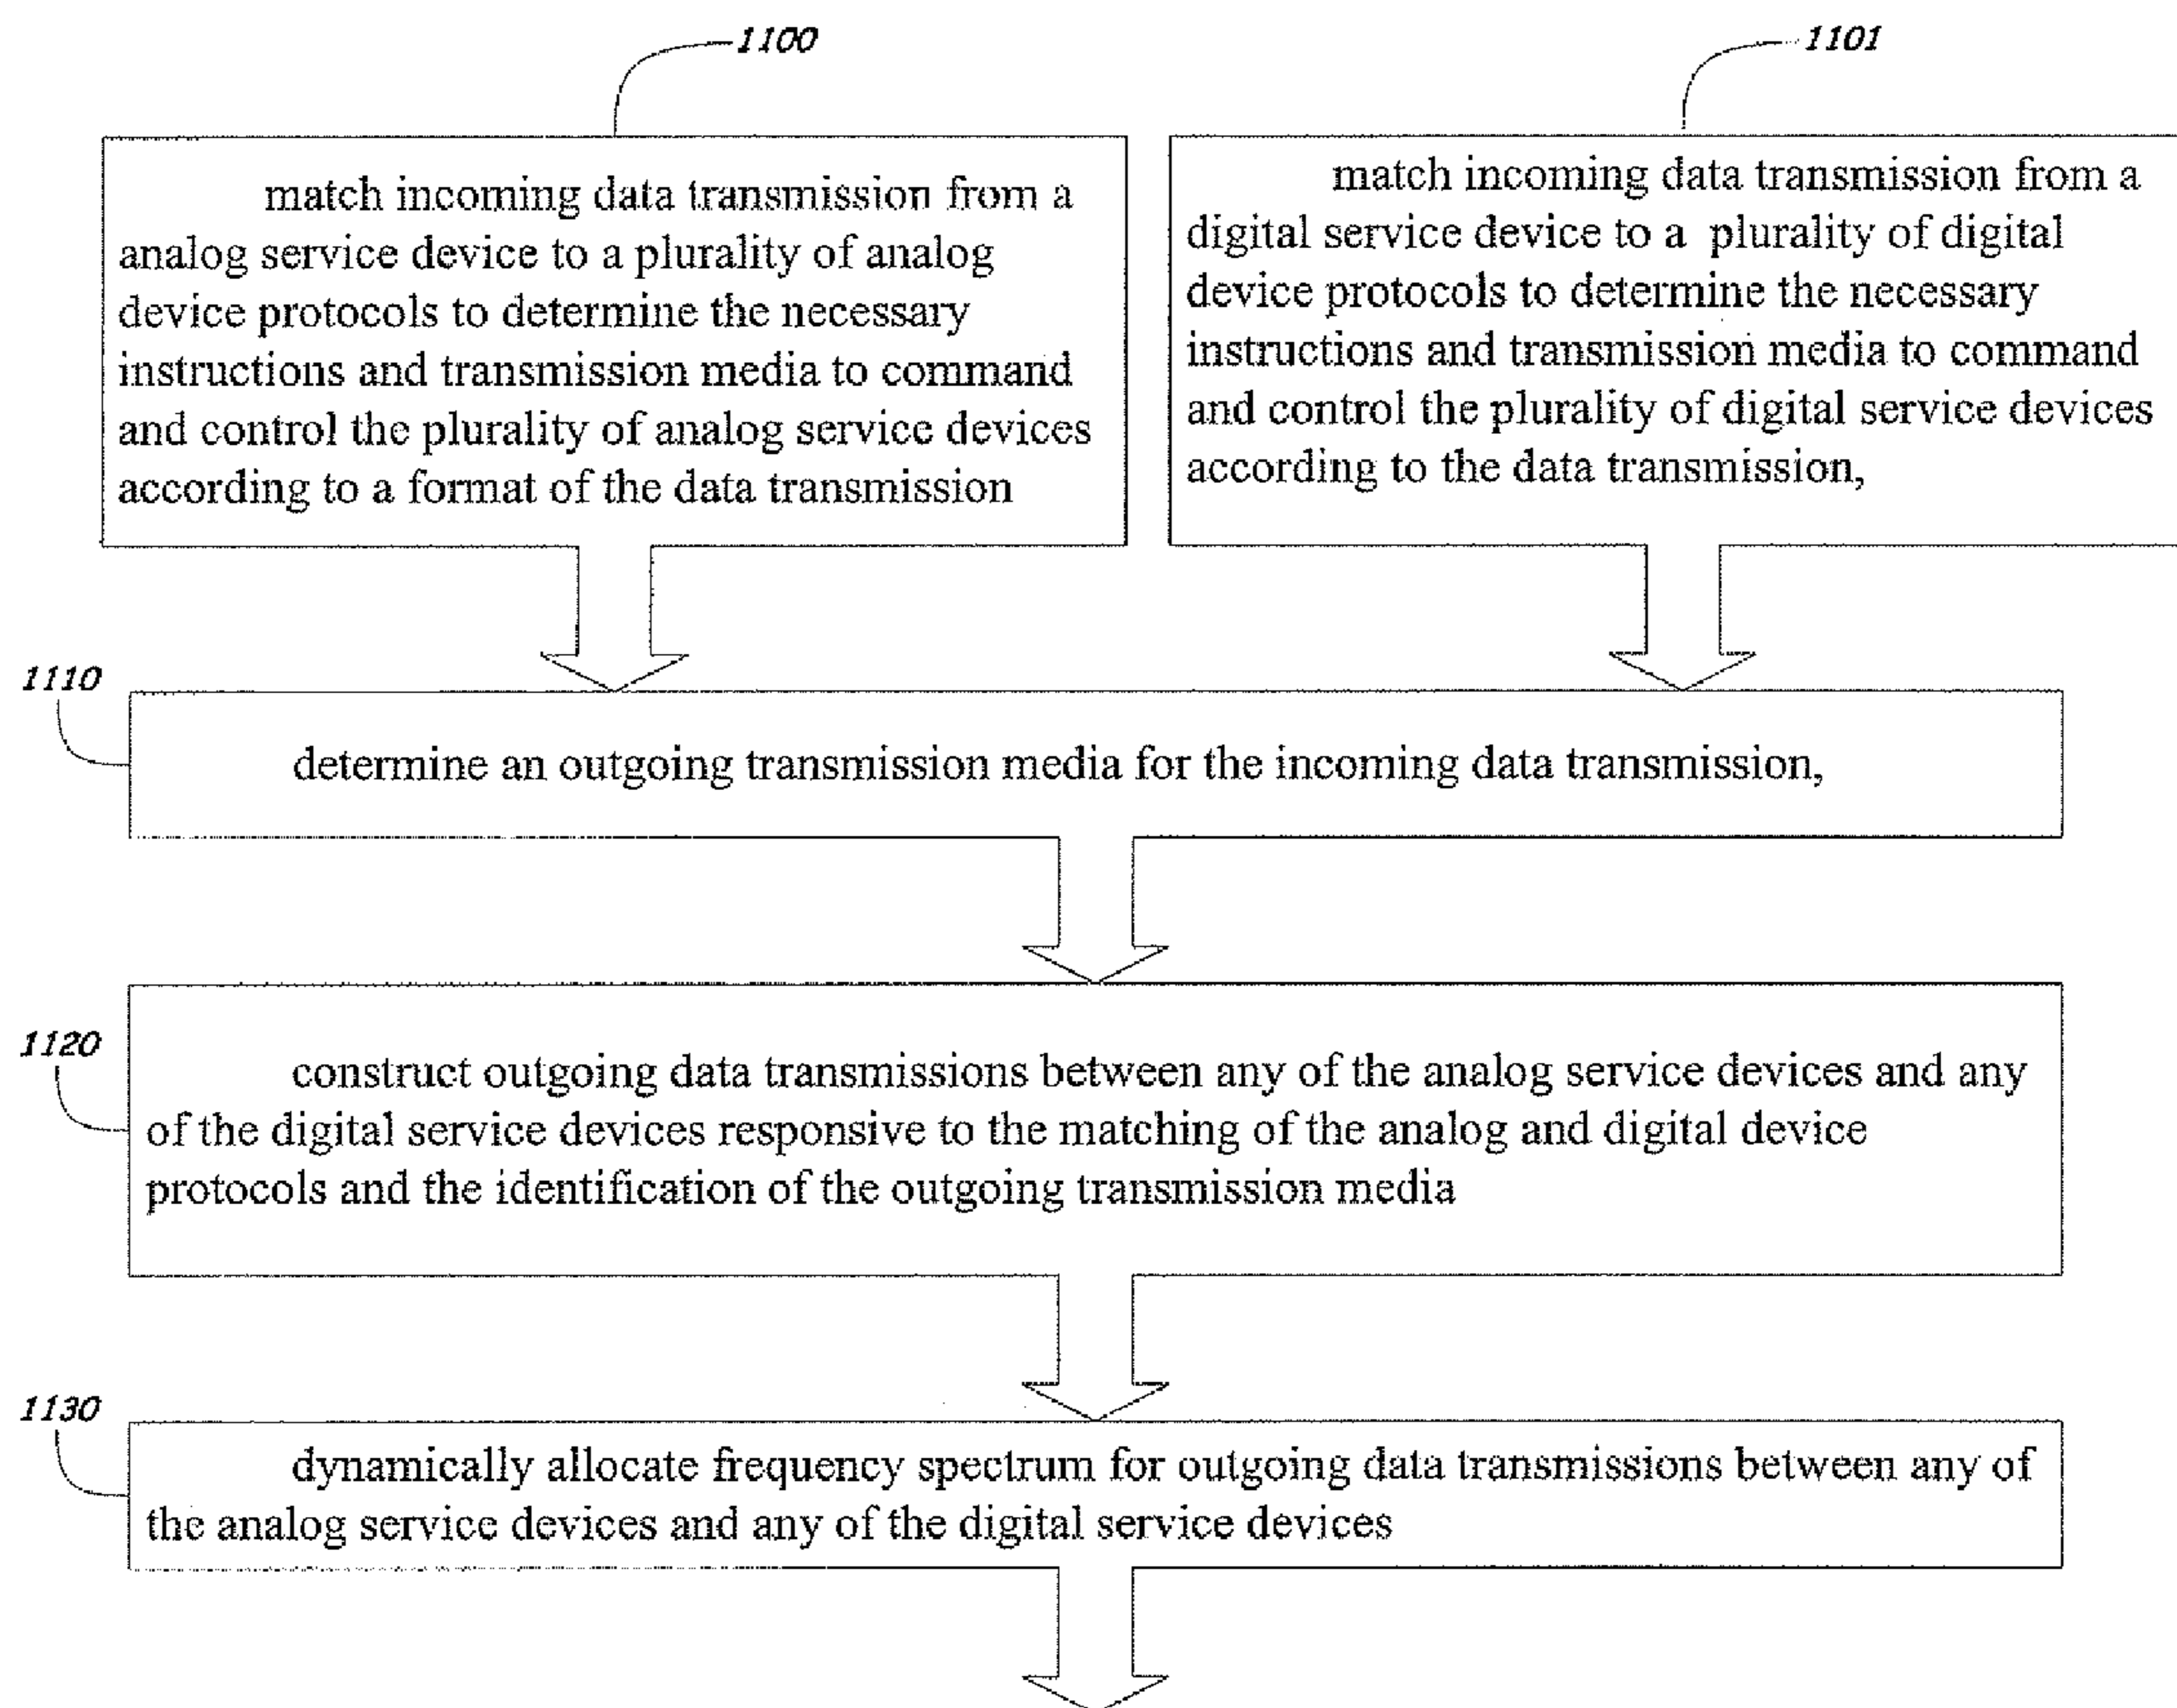 1100
match incoming data transmission from a
analog service device to a plurality of analog
device protocols to determine the necessary
instructions and transmission media to command
and control the plurality of analog service devices
according to a format of the data transmission
1101
match incoming data transmission from a
digital service device to a plurality of digital
device protocols to determine the necessary
instructions and transmission media to command
and control the plurality of digital service devices
according to the data transmission,
1110
determine an outgoing transmission media for the incoming data transmission,
1120
construct outgoing data transmissions between any of the analog service devices and any
of the digital service devices responsive to the matching of the analog and digital device
protocols and the identification of the outgoing transmission media
1130
dynamically allocate frequency spectrum for outgoing data transmissions between any of
the analog service devices and any of the digital service devices